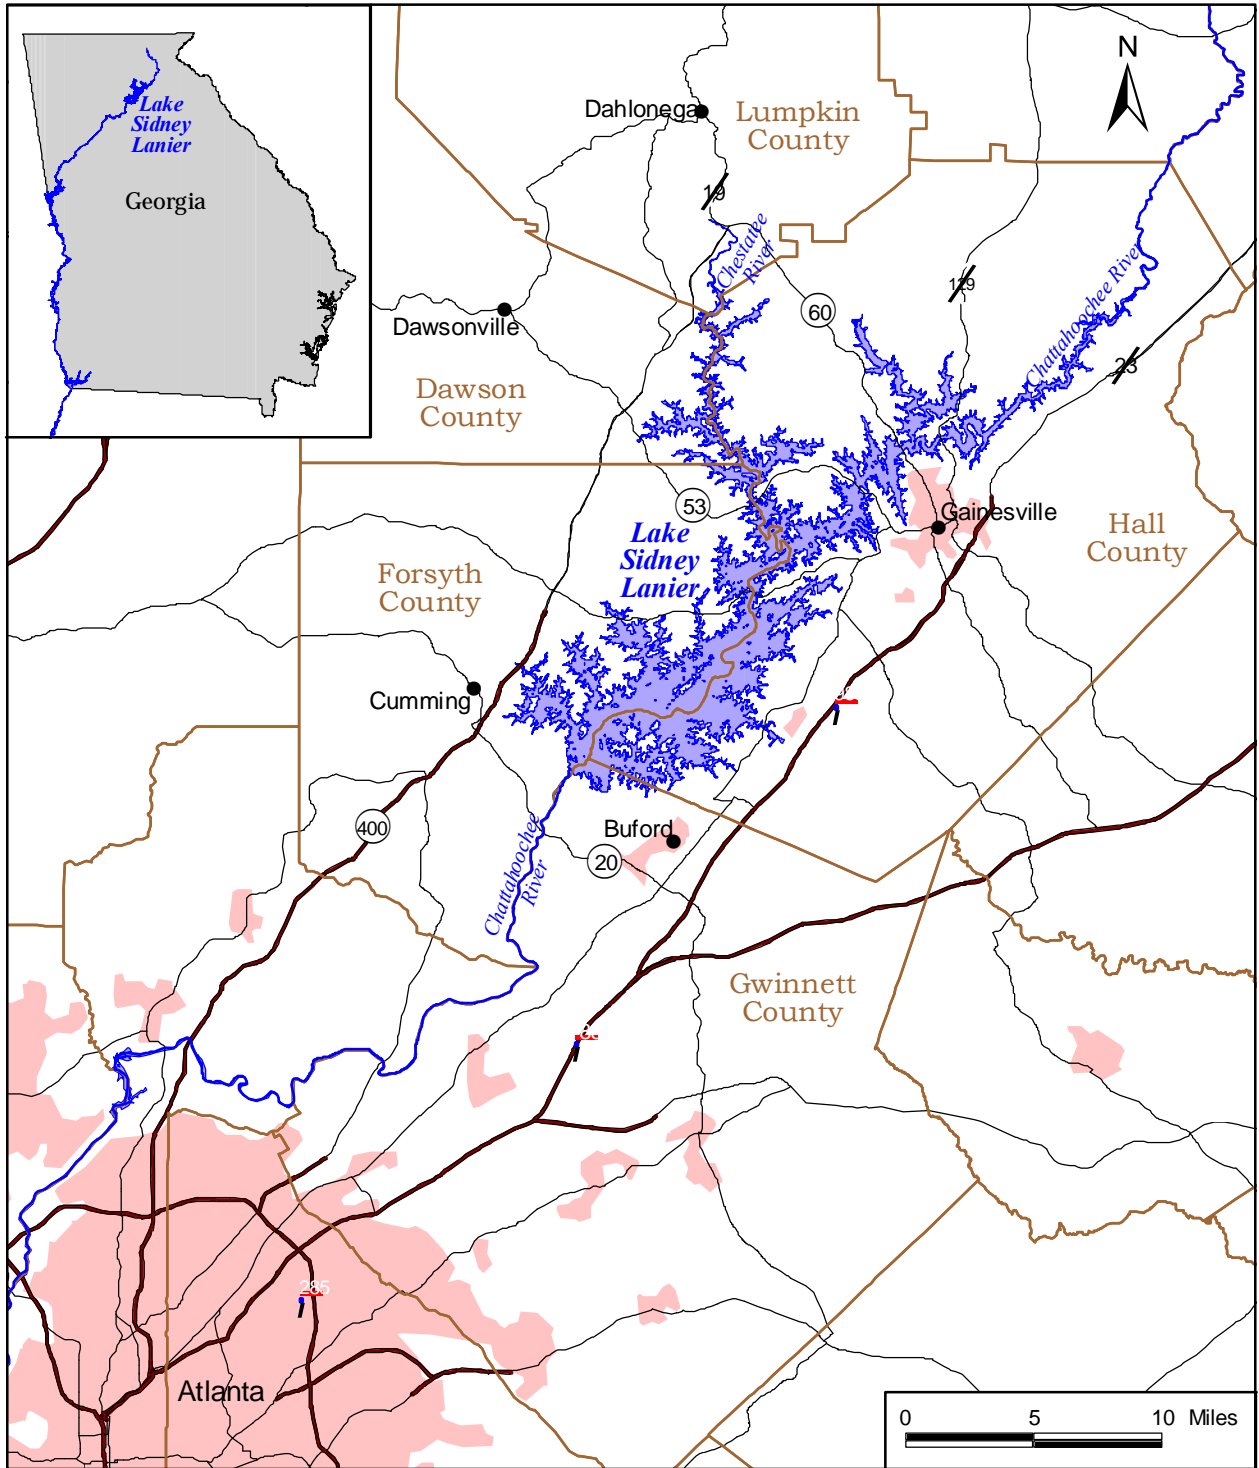 Lake
Sidney
Lanier
Georgia
N
Dahlonega
Lumpkin
County
19
Chestatee
River
129
Chattahoochee River
60
23
Dawsonville
Dawson
County
53
Gainesville
Lake
Sidney
Lanier
Hall
County
Forsyth
County
Cumming
400
Buford
20
Chattahoochee
River
Gwinnett
County
285
Atlanta
0 5 10 Miles